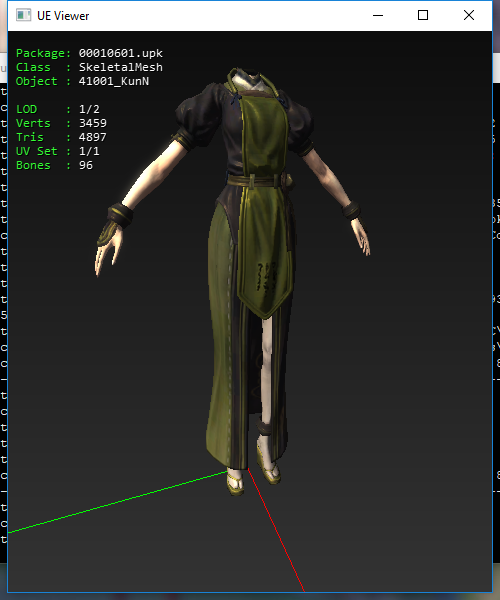 UE Viewer
Package: 00010601.upk
Class : SkeletalMesh
Object : 41001_KunN
LOD : 1/2
Verts : 3459
Tris : 4897
UV Set : 1/1
Bones : 96